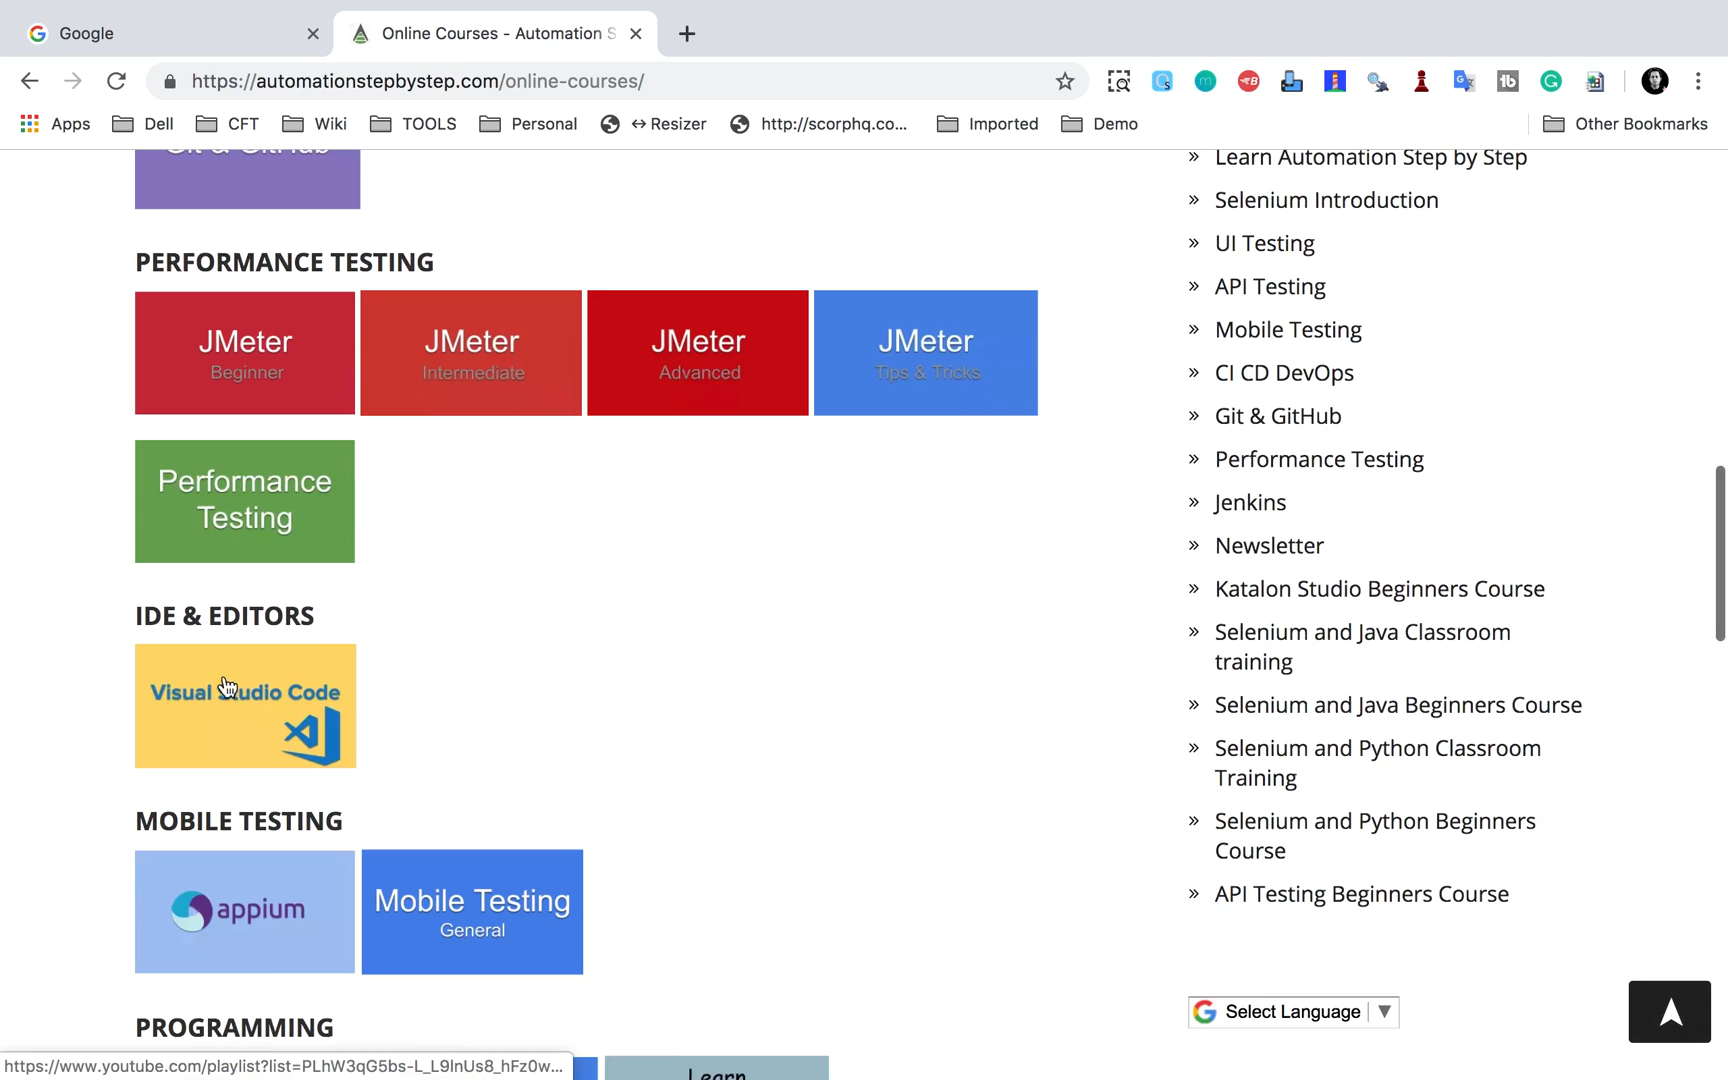 Google
Online Courses - Automation S
https://automationstepbystep.com/online-courses/
Apps
Dell
CFT
Wiki
TOOLS
Personal
↔ Resizer
http://scorphq.co...
Imported
Demo
Other Bookmarks
Git & GitHub
PERFORMANCE TESTING
JMeter
Beginner
JMeter
Intermediate
JMeter
Advanced
JMeter
Tips & Tricks
Performance
Testing
IDE & EDITORS
Visual Studio Code
MOBILE TESTING
appium
Mobile Testing
General
PROGRAMMING
Learn
https://www.youtube.com/playlist?list=PLhW3qG5bs-L_L9lnUs8_hFz0w...
» Learn Automation Step by Step
» Selenium Introduction
» UI Testing
» API Testing
» Mobile Testing
» CI CD DevOps
» Git & GitHub
» Performance Testing
» Jenkins
» Newsletter
» Katalon Studio Beginners Course
» Selenium and Java Classroom
training
» Selenium and Java Beginners Course
» Selenium and Python Classroom
Training
» Selenium and Python Beginners
Course
» API Testing Beginners Course
Select Language